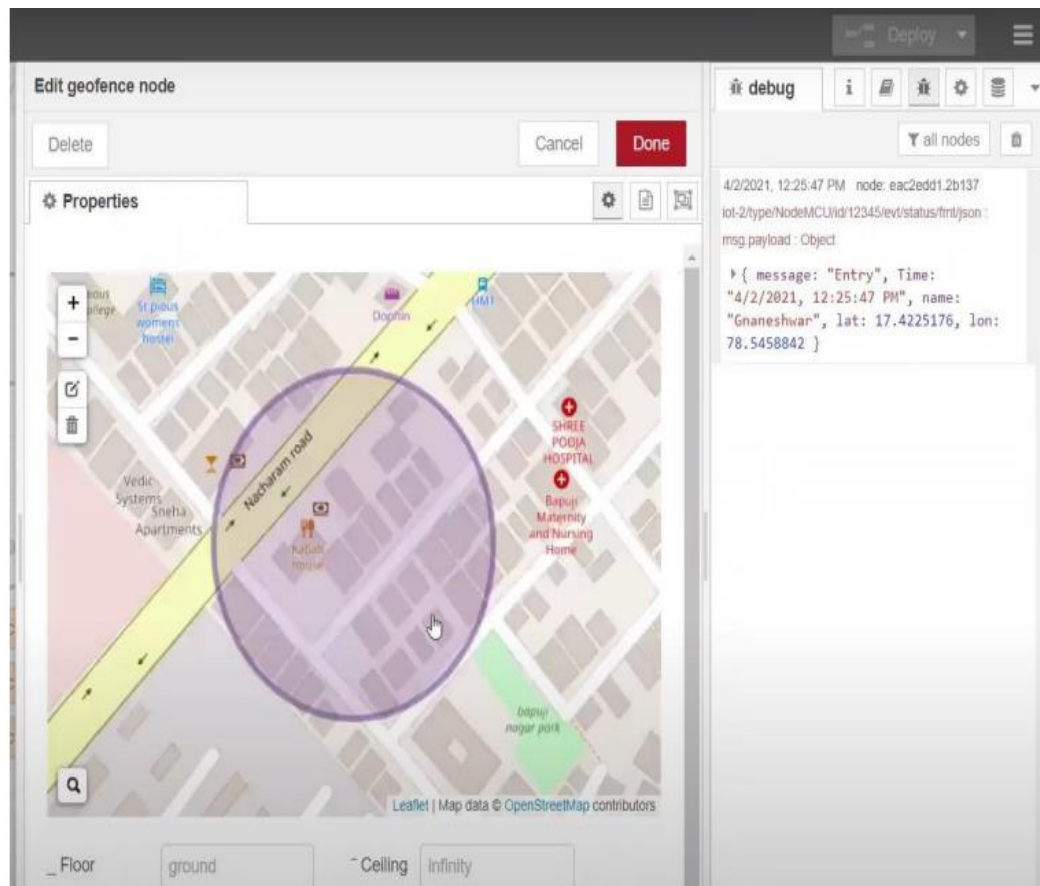 Deploy
Edit geofence node
Delete
Cancel
Done
Properties
debug
i
all nodes
4/2/2021, 12:25:47 PM node: eac2edd1.2b137
iot-2/type/NodeMCU/id/12345/evt/status/fmt/json :
msg.payload : Object
{ message: "Entry", Time:
"4/2/2021, 12:25:47 PM", name:
"Gnaneshwar", lat: 17.4225176, lon:
78.5458842 }
+
−
St pious
womens
hostel
Dophin
HMT
Nacharam road
Vedic
Systems
Sneha
Apartments
Kabab
house
SHREE
POOJA
HOSPITAL
Bapuji
Maternity
and Nursing
Home
bapuji
nagar park
Leaflet | Map data © OpenStreetMap contributors
_ Floor
ground
Ceiling
infinity